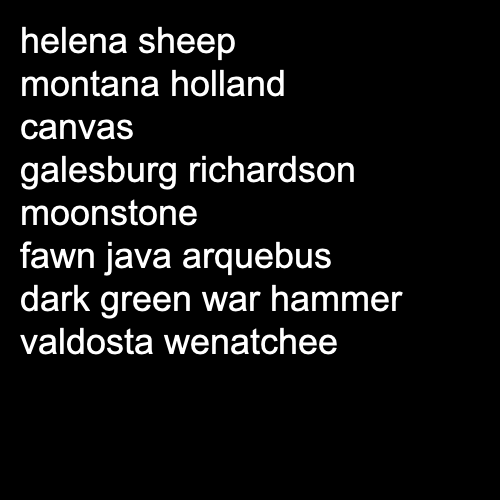 helena sheep
montana holland
canvas
galesburg richardson
moonstone
fawn java arquebus
dark green war hammer
valdosta wenatchee